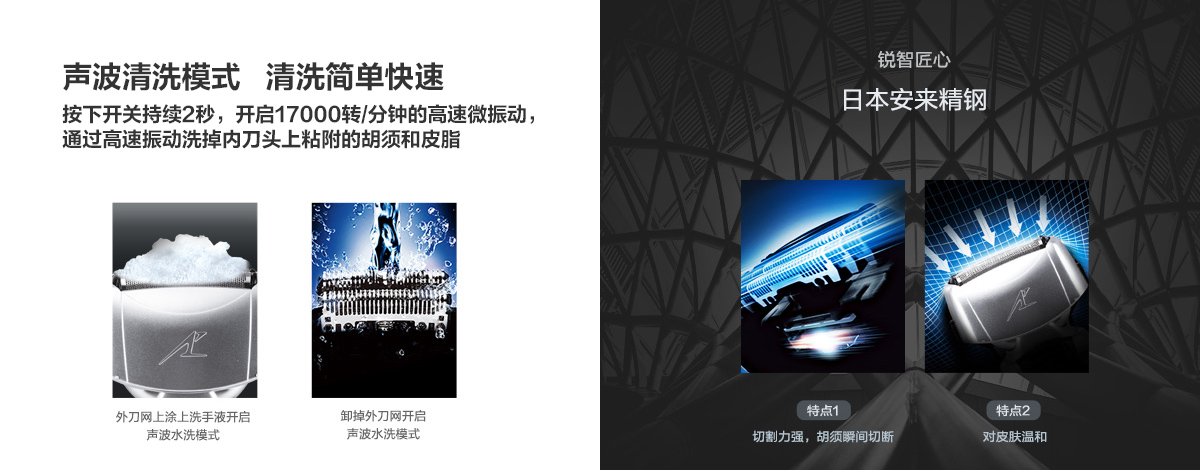 声波清洗模式 清洗简单快速
按下开关持续2秒，开启17000转/分钟的高速微振动，
通过高速振动洗掉内刀头上粘附的胡须和皮脂
外刀网上涂上洗手液开启
声波水洗模式
卸掉外刀网开启
声波水洗模式
锐智匠心
日本安来精钢
特点1
切割力强，胡须瞬间切断
特点2
对皮肤温和